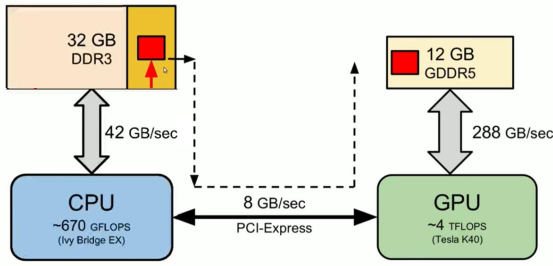 32 GB
DDR3
12 GB
GDDR5
42 GB/sec
288 GB/sec
CPU
~670 GFLOPS
(Ivy Bridge EX)
8 GB/sec
PCI-Express
GPU
~4 TFLOPS
(Tesla K40)